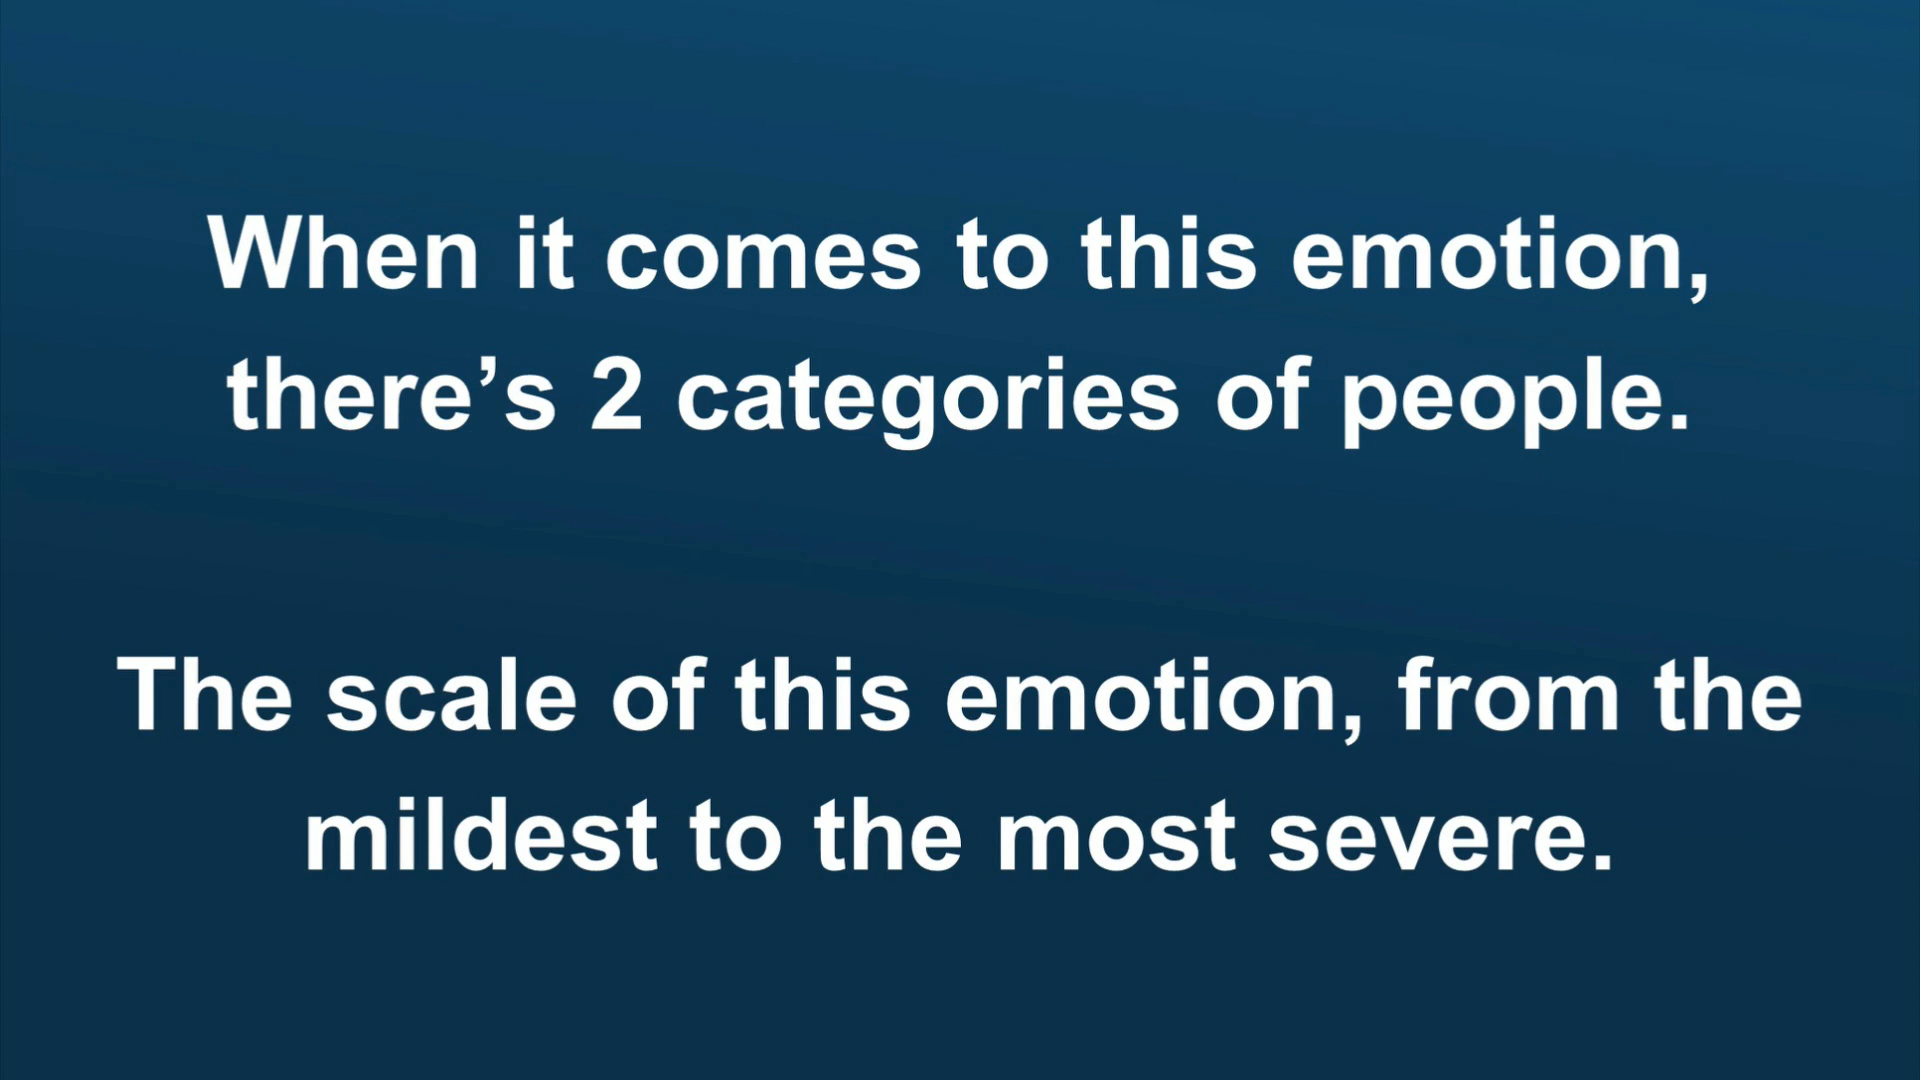 When it comes to this emotion,
there’s 2 categories of people.
The scale of this emotion, from the
mildest to the most severe.